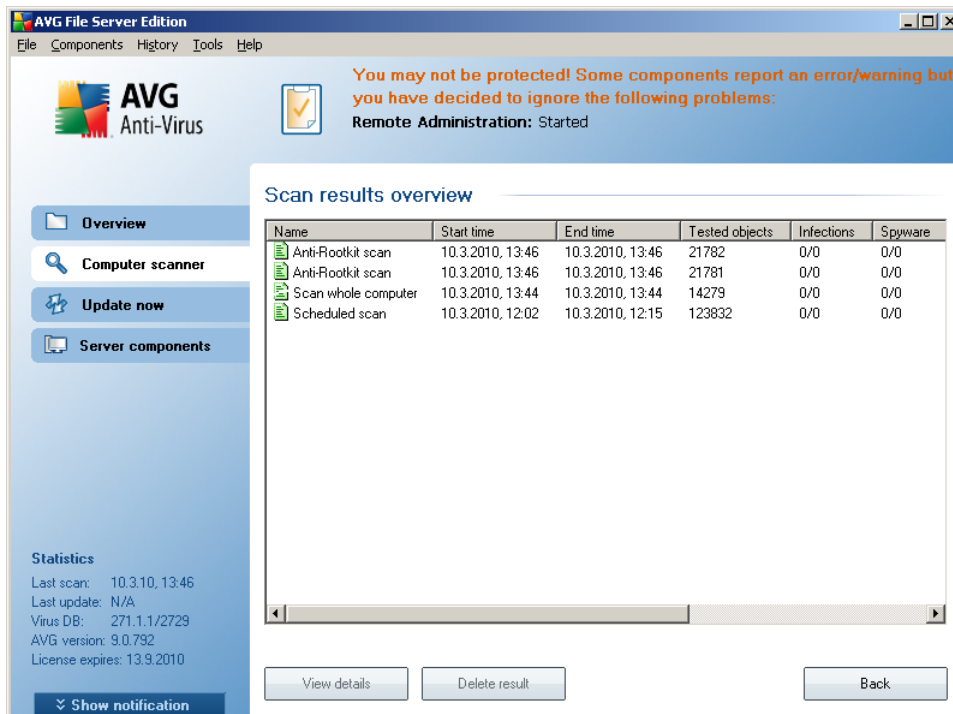 AVG File Server Edition
File Components History Tools Help
AVG
Anti-Virus
You may not be protected! Some components report an error/warning but
you have decided to ignore the following problems:
Remote Administration: Started
Overview
Computer scanner
Update now
Server components
Scan results overview
Name Start time End time Tested objects Infections Spyware
Anti-Rootkit scan 10.3.2010, 13:46 10.3.2010, 13:46 21782 0/0 0/0
Anti-Rootkit scan 10.3.2010, 13:46 10.3.2010, 13:46 21781 0/0 0/0
Scan whole computer 10.3.2010, 13:44 10.3.2010, 13:44 14279 0/0 0/0
Scheduled scan 10.3.2010, 12:02 10.3.2010, 12:15 123832 0/0 0/0
Statistics
Last scan: 10.3.10, 13:46
Last update: N/A
Virus DB: 271.1.1/2729
AVG version: 9.0.792
License expires: 13.9.2010
Show notification
View details Delete result Back